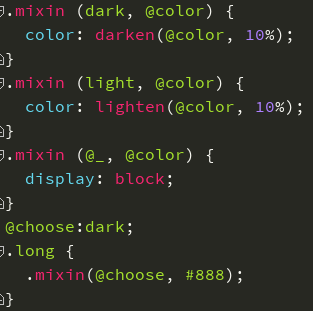 .mixin (dark, @color) {
  color: darken(@color, 10%);
}
.mixin (light, @color) {
  color: lighten(@color, 10%);
}
.mixin (@_, @color) {
  display: block;
}
@choose:dark;
.long {
  .mixin(@choose, #888);
}